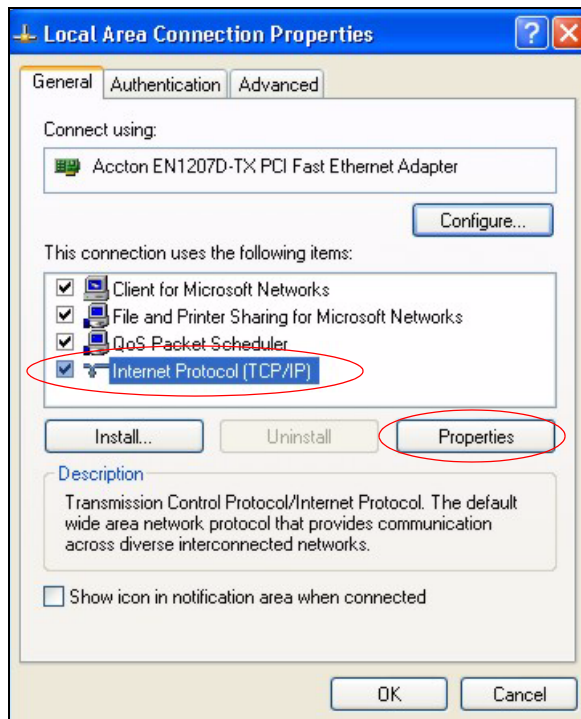 Local Area Connection Properties
General Authentication Advanced
Connect using:
Accton EN1207D-TX PCI Fast Ethernet Adapter
Configure...
This connection uses the following items:
Client for Microsoft Networks
File and Printer Sharing for Microsoft Networks
QoS Packet Scheduler
Internet Protocol (TCP/IP)
Install... Uninstall Properties
Description
Transmission Control Protocol/Internet Protocol. The default
wide area network protocol that provides communication
across diverse interconnected networks.
Show icon in notification area when connected
OK Cancel